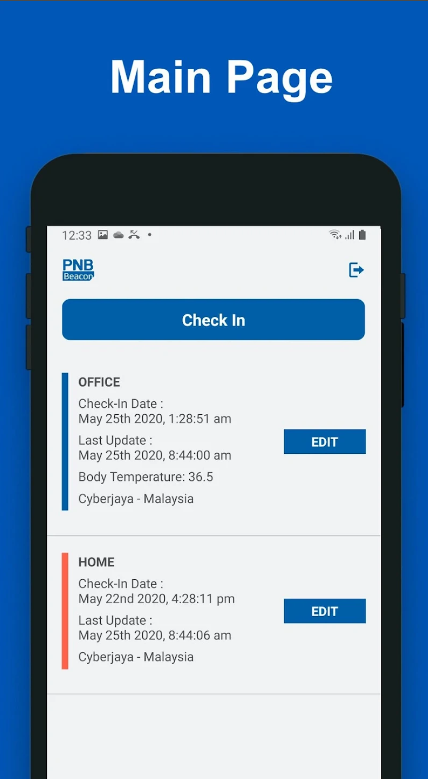 Main Page
12:33
PNB
Beacon
Check In
OFFICE
Check-In Date :
May 25th 2020, 1:28:51 am
Last Update :
May 25th 2020, 8:44:00 am
EDIT
Body Temperature: 36.5
Cyberjaya - Malaysia
HOME
Check-In Date :
May 22nd 2020, 4:28:11 pm
EDIT
Last Update :
May 25th 2020, 8:44:06 am
Cyberjaya - Malaysia